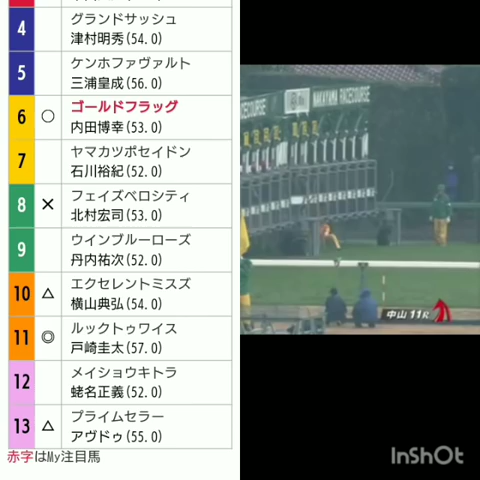 4
グランドサッシュ
津村明秀(54.0)
5
ケンホファヴァルト
三浦皇成(56.0)
6 ○
ゴールドフラッグ
内田博幸(53.0)
7
ヤマカツポセイドン
石川裕紀(52.0)
8 ×
フェイズベロシティ
北村宏司(53.0)
9
ウインブルーローズ
丹内祐次(52.0)
10 △
エクセレントミスズ
横山典弘(54.0)
11 ◎
ルックトゥワイス
戸崎圭太(57.0)
12
メイショウキトラ
蛯名正義(52.0)
13 △
プライムセラー
アヴドゥ(55.0)
赤字はMy注目馬
NAKAYAMA RACECOURSE
中山 11R
InShOt